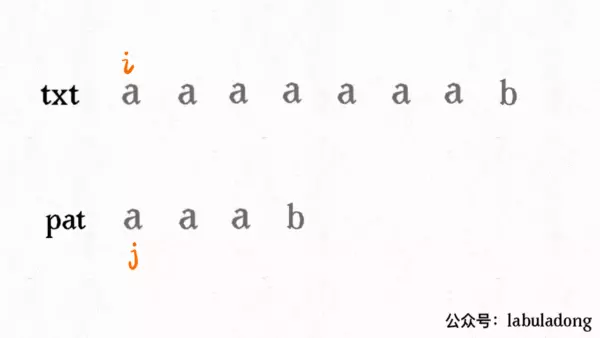 i
txt a a a a a a a b
pat a a a b
j
公众号：labuladong